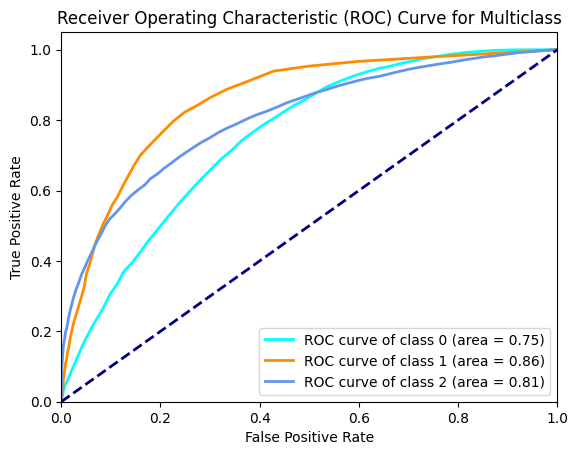 Receiver Operating Characteristic (ROC) Curve for Multiclass
1.0
0.8
0.6
0.4
0.2
0.0
True Positive Rate
ROC curve of class 0 (area = 0.75)
ROC curve of class 1 (area = 0.86)
ROC curve of class 2 (area = 0.81)
0.0 0.2 0.4 0.6 0.8 1.0
False Positive Rate